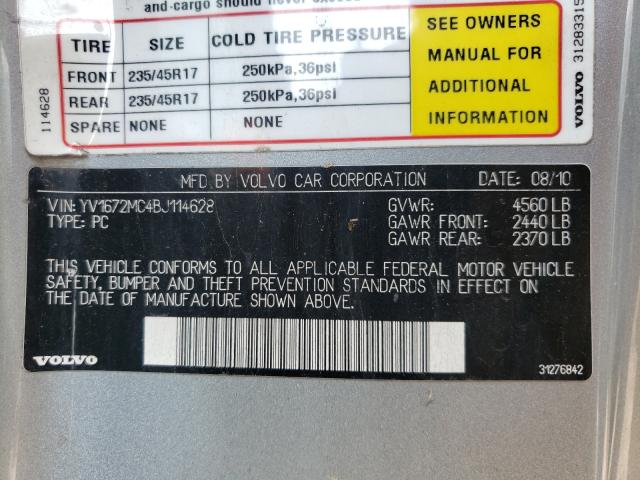 and cargo should never exceed
TIRE SIZE COLD TIRE PRESSURE
FRONT 235/45R17 250kPa,36psi
REAR 235/45R17 250kPa,36psi
SPARE NONE NONE
SEE OWNERS
MANUAL FOR
ADDITIONAL
INFORMATION
114628
VOLVO 31283315
MFD BY VOLVO CAR CORPORATION DATE: 08/10
VIN: YV1672MC4BJ114628 GVWR: 4560 LB
TYPE: PC GAWR FRONT: 2440 LB
GAWR REAR: 2370 LB
THIS VEHICLE CONFORMS TO ALL APPLICABLE FEDERAL MOTOR VEHICLE
SAFETY, BUMPER AND THEFT PREVENTION STANDARDS IN EFFECT ON
THE DATE OF MANUFACTURE SHOWN ABOVE.
VOLVO 31276842